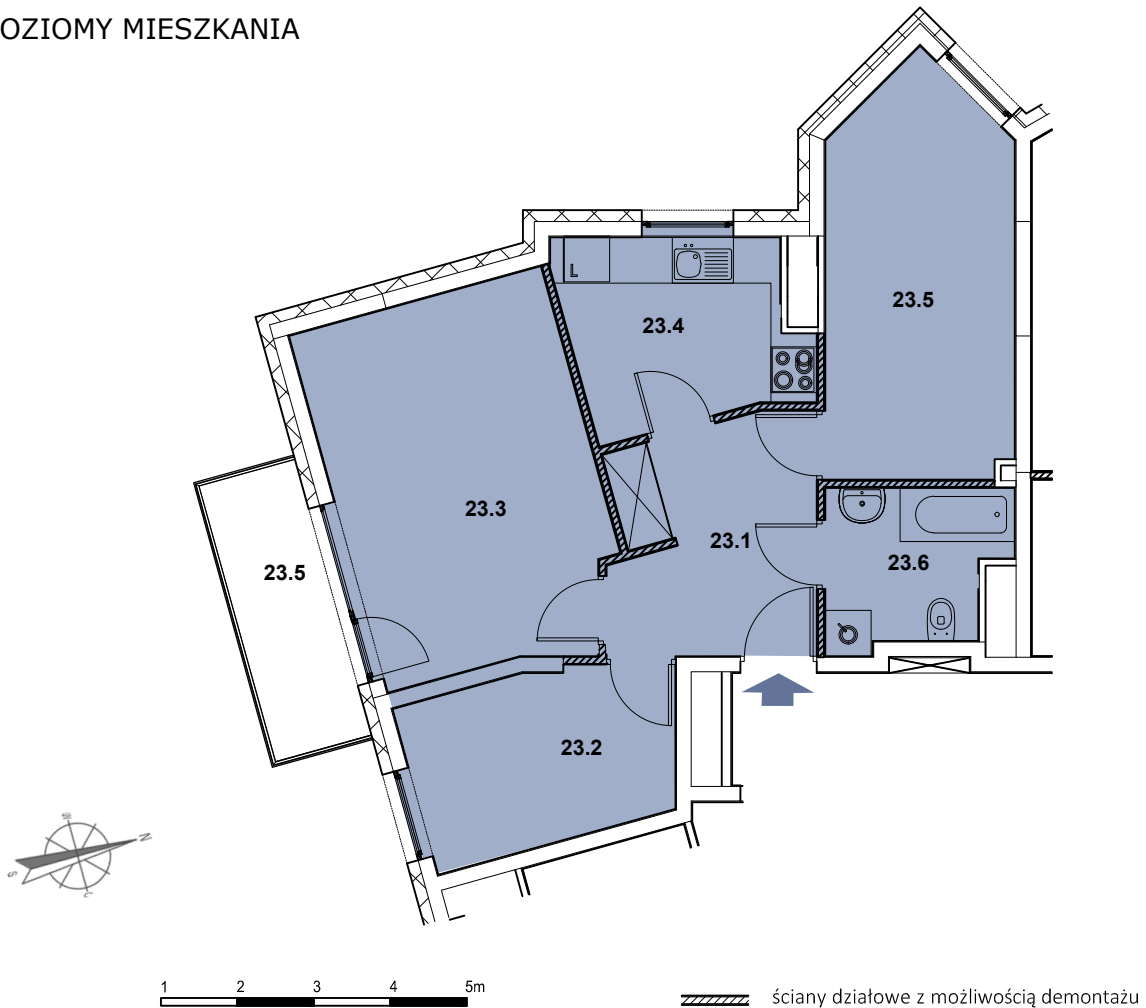 OZIOMY MIESZKANIA
23.5
23.4
L
23.3
23.1
23.5
23.6
23.2
N
S
1 2 3 4 5m
ściany działowe z możliwością demontażu